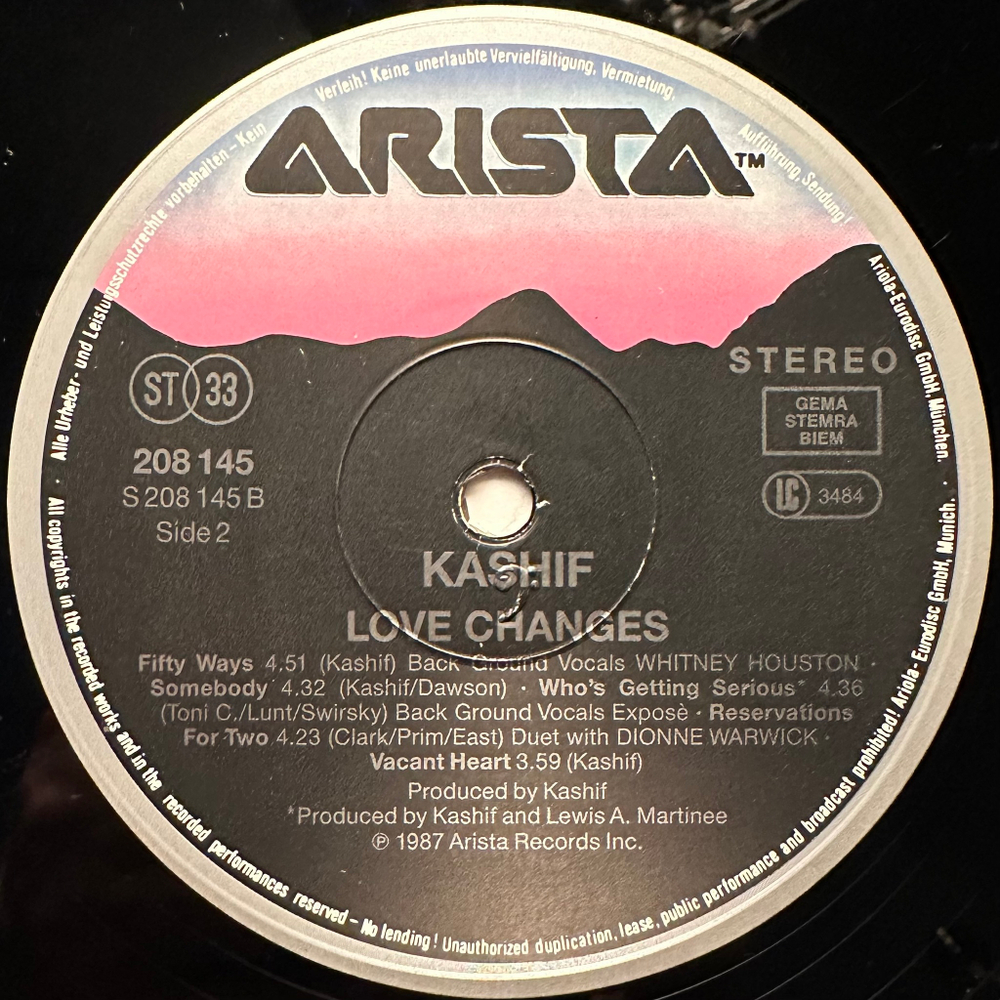 Alle Urheber- und Leistungsschutzrechte vorbehalten – Kein Verleih! Keine unerlaubte Vervielfältigung, Vermietung, Aufführung, Sendung!
ARISTA™
Ariola-Eurodisc GmbH, München.
STEREO
ST 33
GEMA
STEMRA
BIEM
208 145
S 208 145 B
LC 3484
Side 2
KASHIF
LOVE CHANGES
Fifty Ways 4.51 (Kashif) Back Ground Vocals WHITNEY HOUSTON ·
Somebody 4.32 (Kashif/Dawson) · Who's Getting Serious* 4.36
(Toni C./Lunt/Swirsky) Back Ground Vocals Exposè · Reservations
For Two 4.23 (Clark/Prim/East) Duet with DIONNE WARWICK ·
Vacant Heart 3.59 (Kashif)
Produced by Kashif
*Produced by Kashif and Lewis A. Martinee
℗ 1987 Arista Records Inc.
· All copyrights in the recorded works and in the recorded performances reserved – No lending! Unauthorized duplication, lease, public performance and broadcast prohibited! Ariola - Eurodisc GmbH, Munich. ·